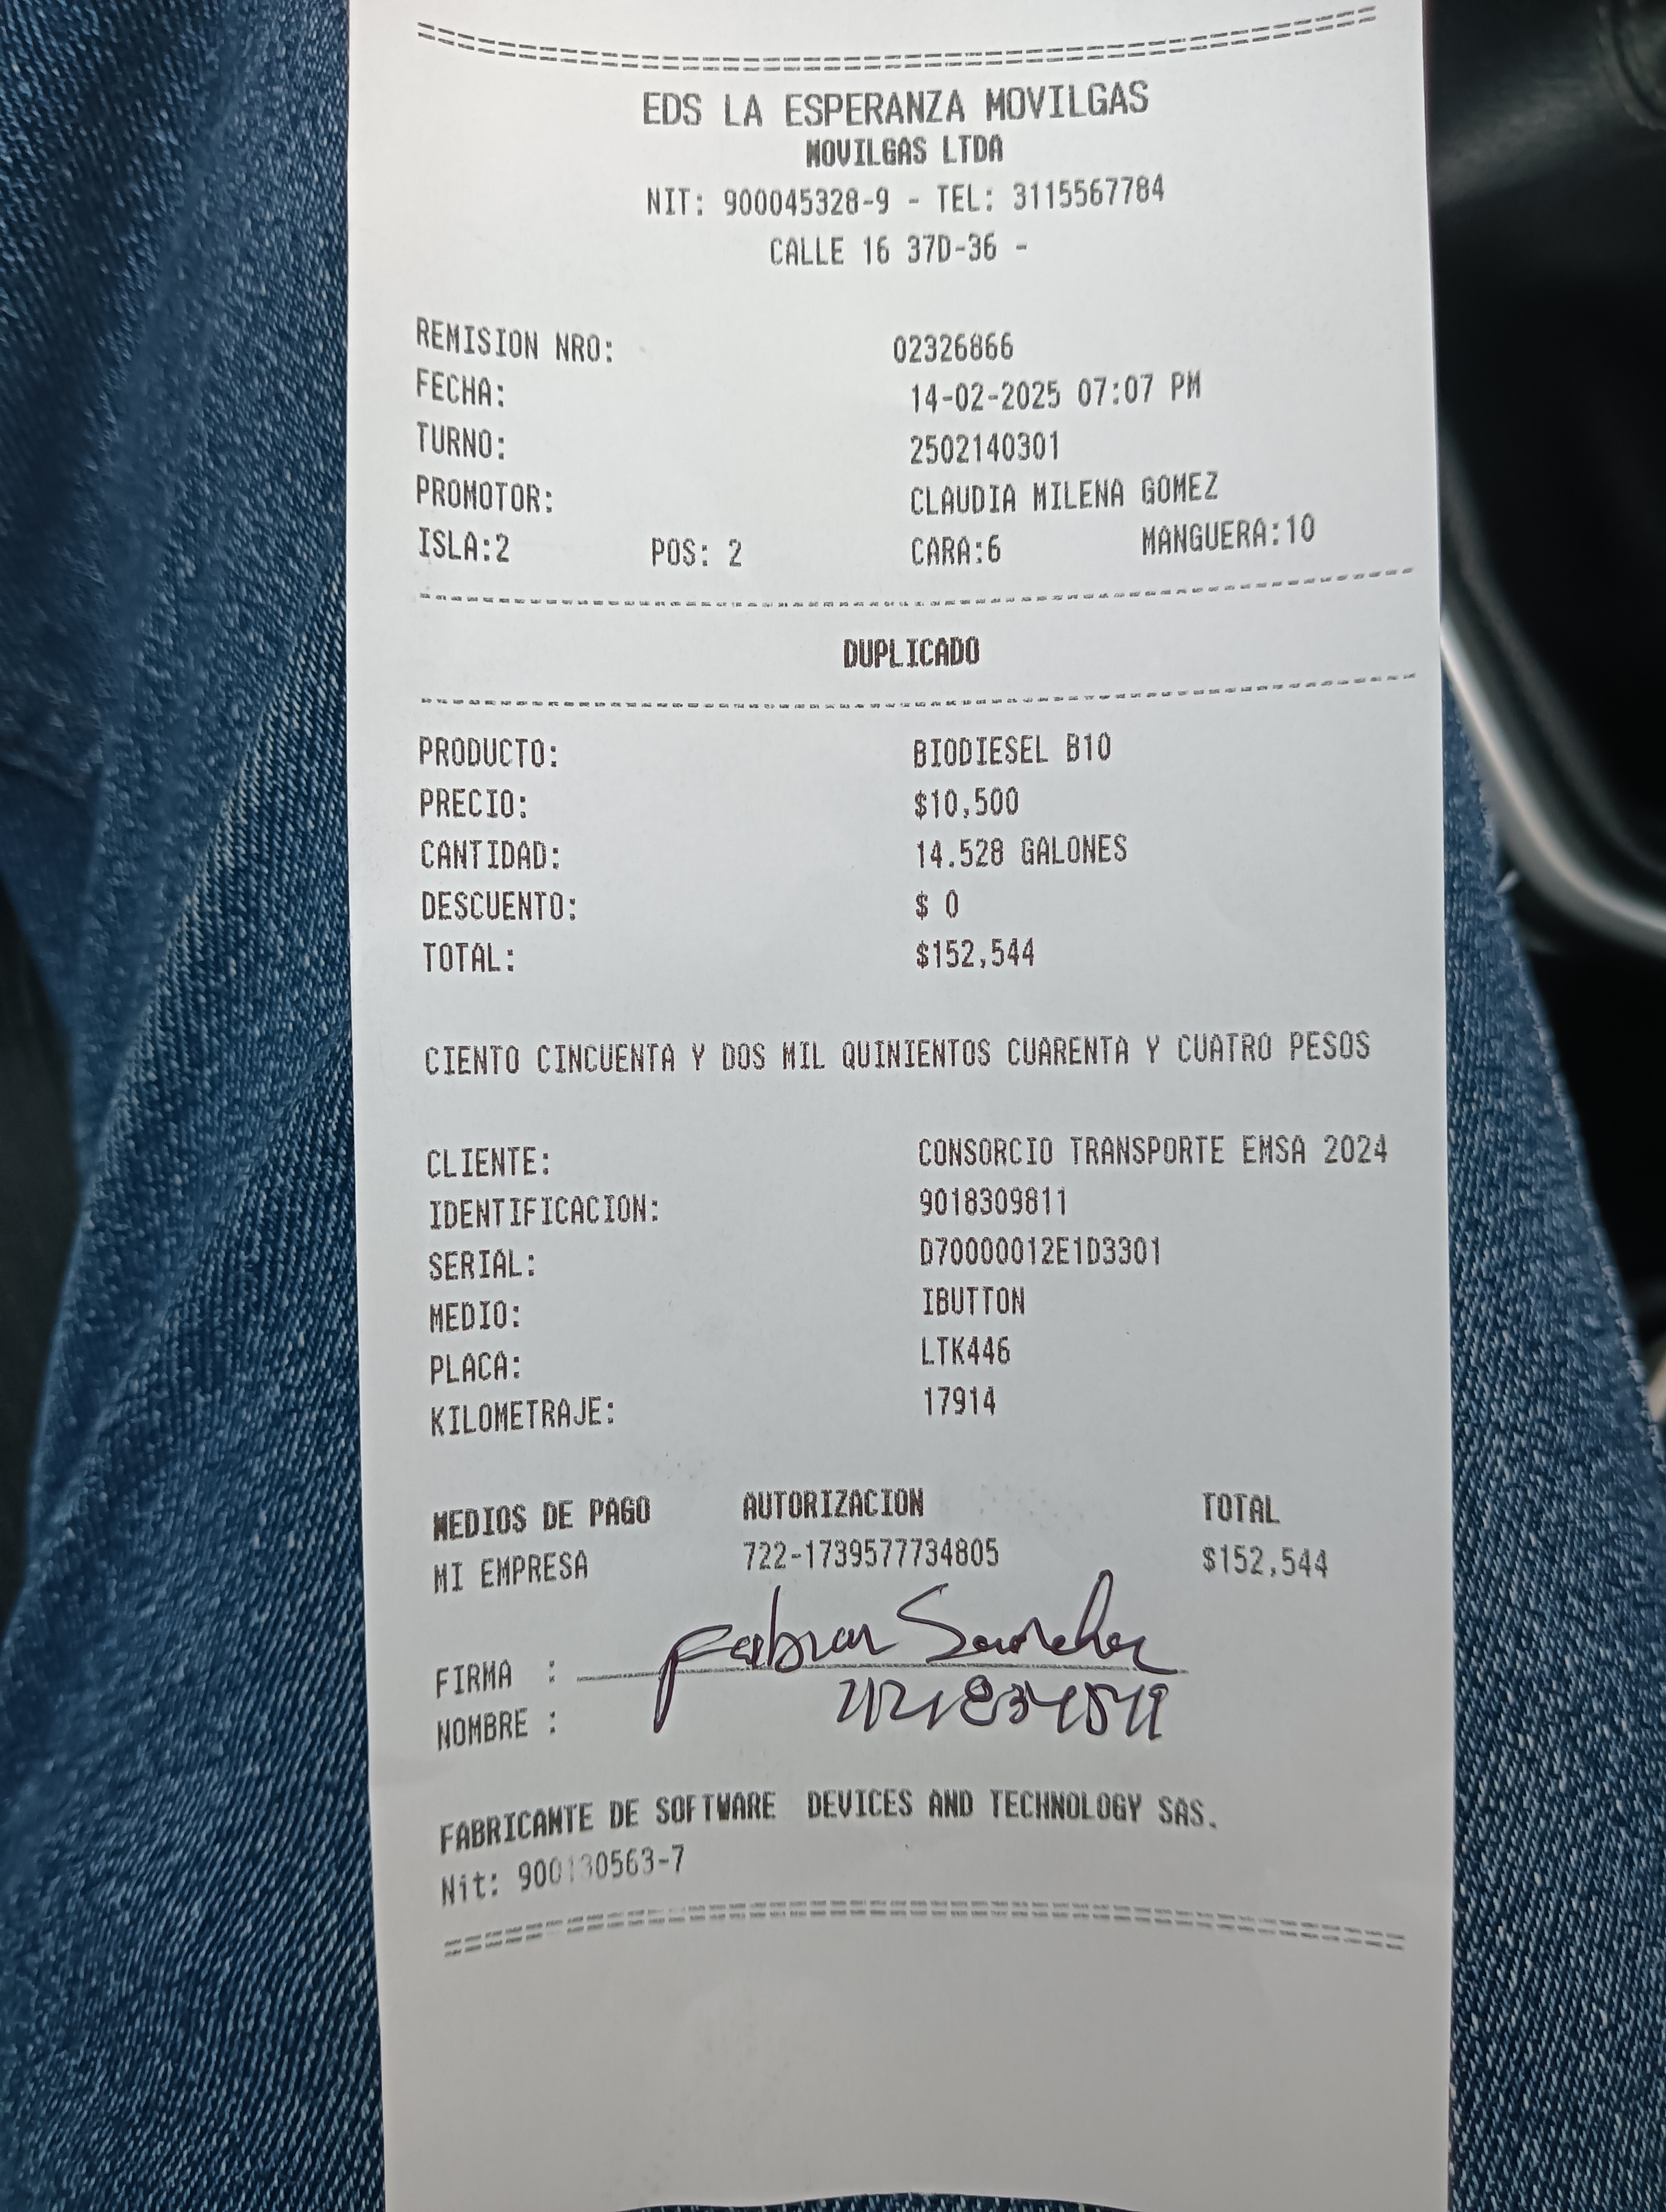 EDS LA ESPERANZA MOVILGAS
MOVILGAS LTDA
NIT: 900045328-9 - TEL: 3115567784
CALLE 16 37D-36 -
REMISION NRO: 02326866
FECHA: 14-02-2025 07:07 PM
TURNO: 2502140301
PROMOTOR: CLAUDIA MILENA GOMEZ
ISLA:2 POS: 2 CARA:6 MANGUERA:10
DUPLICADO
PRODUCTO: BIODIESEL B10
PRECIO: $10,500
CANTIDAD: 14.528 GALONES
DESCUENTO: $ 0
TOTAL: $152,544
CIENTO CINCUENTA Y DOS MIL QUINIENTOS CUARENTA Y CUATRO PESOS
CLIENTE: CONSORCIO TRANSPORTE EMSA 2024
IDENTIFICACION: 9018309811
SERIAL: D70000012E1D3301
MEDIO: IBUTTON
PLACA: LTK446
KILOMETRAJE: 17914
MEDIOS DE PAGO AUTORIZACION TOTAL
MI EMPRESA 722-1739577734805 $152,544
FIRMA : Fabian Sanchez
NOMBRE :
FABRICANTE DE SOFTWARE DEVICES AND TECHNOLOGY SAS.
Nit: 900130563-7